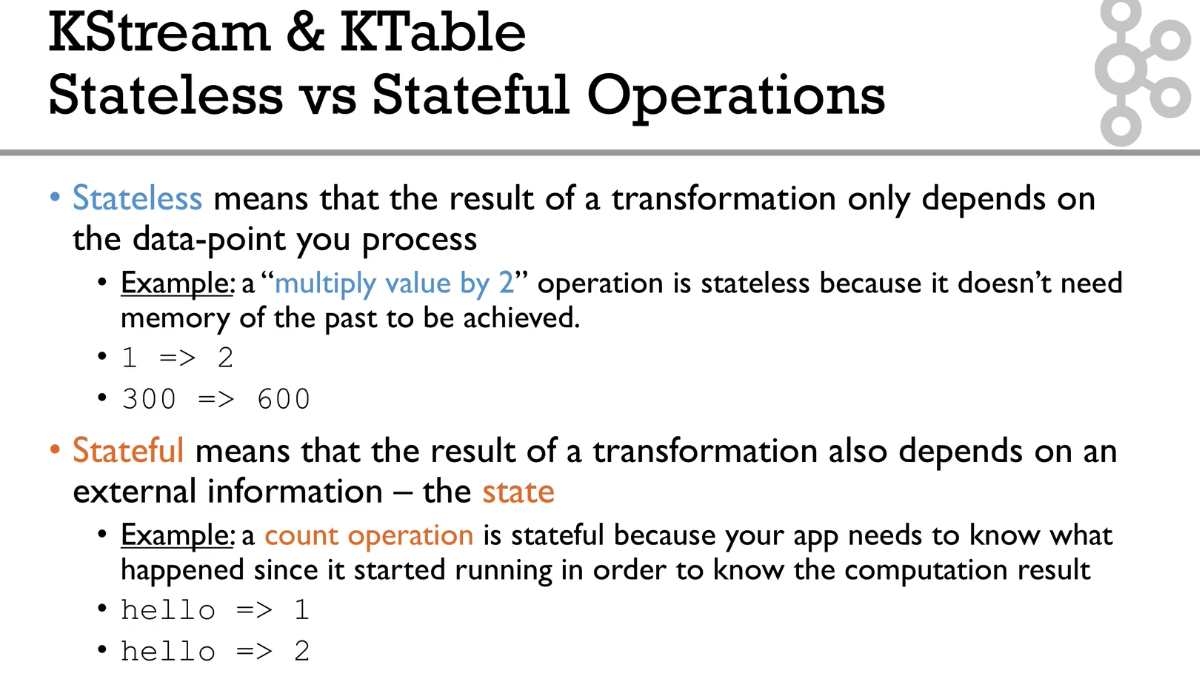 KStream & KTable
Stateless vs Stateful Operations
• Stateless means that the result of a transformation only depends on
the data-point you process
• Example: a “multiply value by 2” operation is stateless because it doesn’t need
memory of the past to be achieved.
• 1 => 2
• 300 => 600
• Stateful means that the result of a transformation also depends on an
external information – the state
• Example: a count operation is stateful because your app needs to know what
happened since it started running in order to know the computation result
• hello => 1
• hello => 2